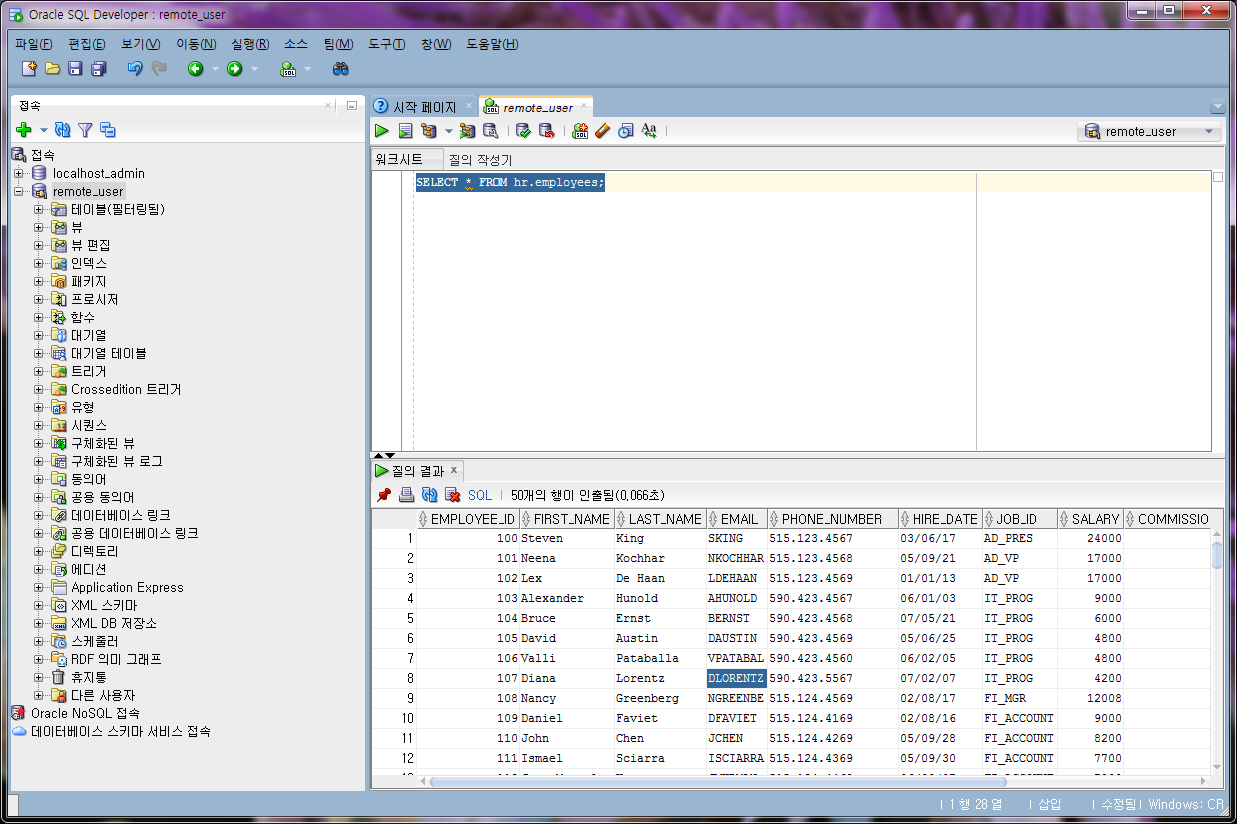 Oracle SQL Developer : remote_user
파일(F) 편집(E) 보기(V) 이동(N) 실행(R) 소스 팀(M) 도구(T) 창(W) 도움말(H)
접속
접속
localhost_admin
remote_user
테이블(필터링됨)
뷰
뷰 편집
인덱스
패키지
프로시저
함수
대기열
대기열 테이블
트리거
Crossedition 트리거
유형
시퀀스
구체화된 뷰
구체화된 뷰 로그
동의어
공용 동의어
데이터베이스 링크
공용 데이터베이스 링크
디렉토리
에디션
Application Express
XML 스키마
XML DB 저장소
스케줄러
RDF 의미 그래프
휴지통
다른 사용자
Oracle NoSQL 접속
데이터베이스 스키마 서비스 접속
시작 페이지 remote_user
remote_user
워크시트 질의 작성기
SELECT * FROM hr.employees;
질의 결과
SQL 50개의 행이 인출됨(0,066초)
EMPLOYEE_ID FIRST_NAME LAST_NAME EMAIL PHONE_NUMBER HIRE_DATE JOB_ID SALARY COMMISSIO
1 100 Steven King SKING 515.123.4567 03/06/17 AD_PRES 24000
2 101 Neena Kochhar NKOCHHAR 515.123.4568 05/09/21 AD_VP 17000
3 102 Lex De Haan LDEHAAN 515.123.4569 01/01/13 AD_VP 17000
4 103 Alexander Hunold AHUNOLD 590.423.4567 06/01/03 IT_PROG 9000
5 104 Bruce Ernst BERNST 590.423.4568 07/05/21 IT_PROG 6000
6 105 David Austin DAUSTIN 590.423.4569 05/06/25 IT_PROG 4800
7 106 Valli Pataballa VPATABAL 590.423.4560 06/02/05 IT_PROG 4800
8 107 Diana Lorentz DLORENTZ 590.423.5567 07/02/07 IT_PROG 4200
9 108 Nancy Greenberg NGREENBE 515.124.4569 02/08/17 FI_MGR 12008
10 109 Daniel Faviet DFAVIET 515.124.4169 02/08/16 FI_ACCOUNT 9000
11 110 John Chen JCHEN 515.124.4269 05/09/28 FI_ACCOUNT 8200
12 111 Ismael Sciarra ISCIARRA 515.124.4369 05/09/30 FI_ACCOUNT 7700
1 행 28 열 삽입 수정됨 Windows: CR